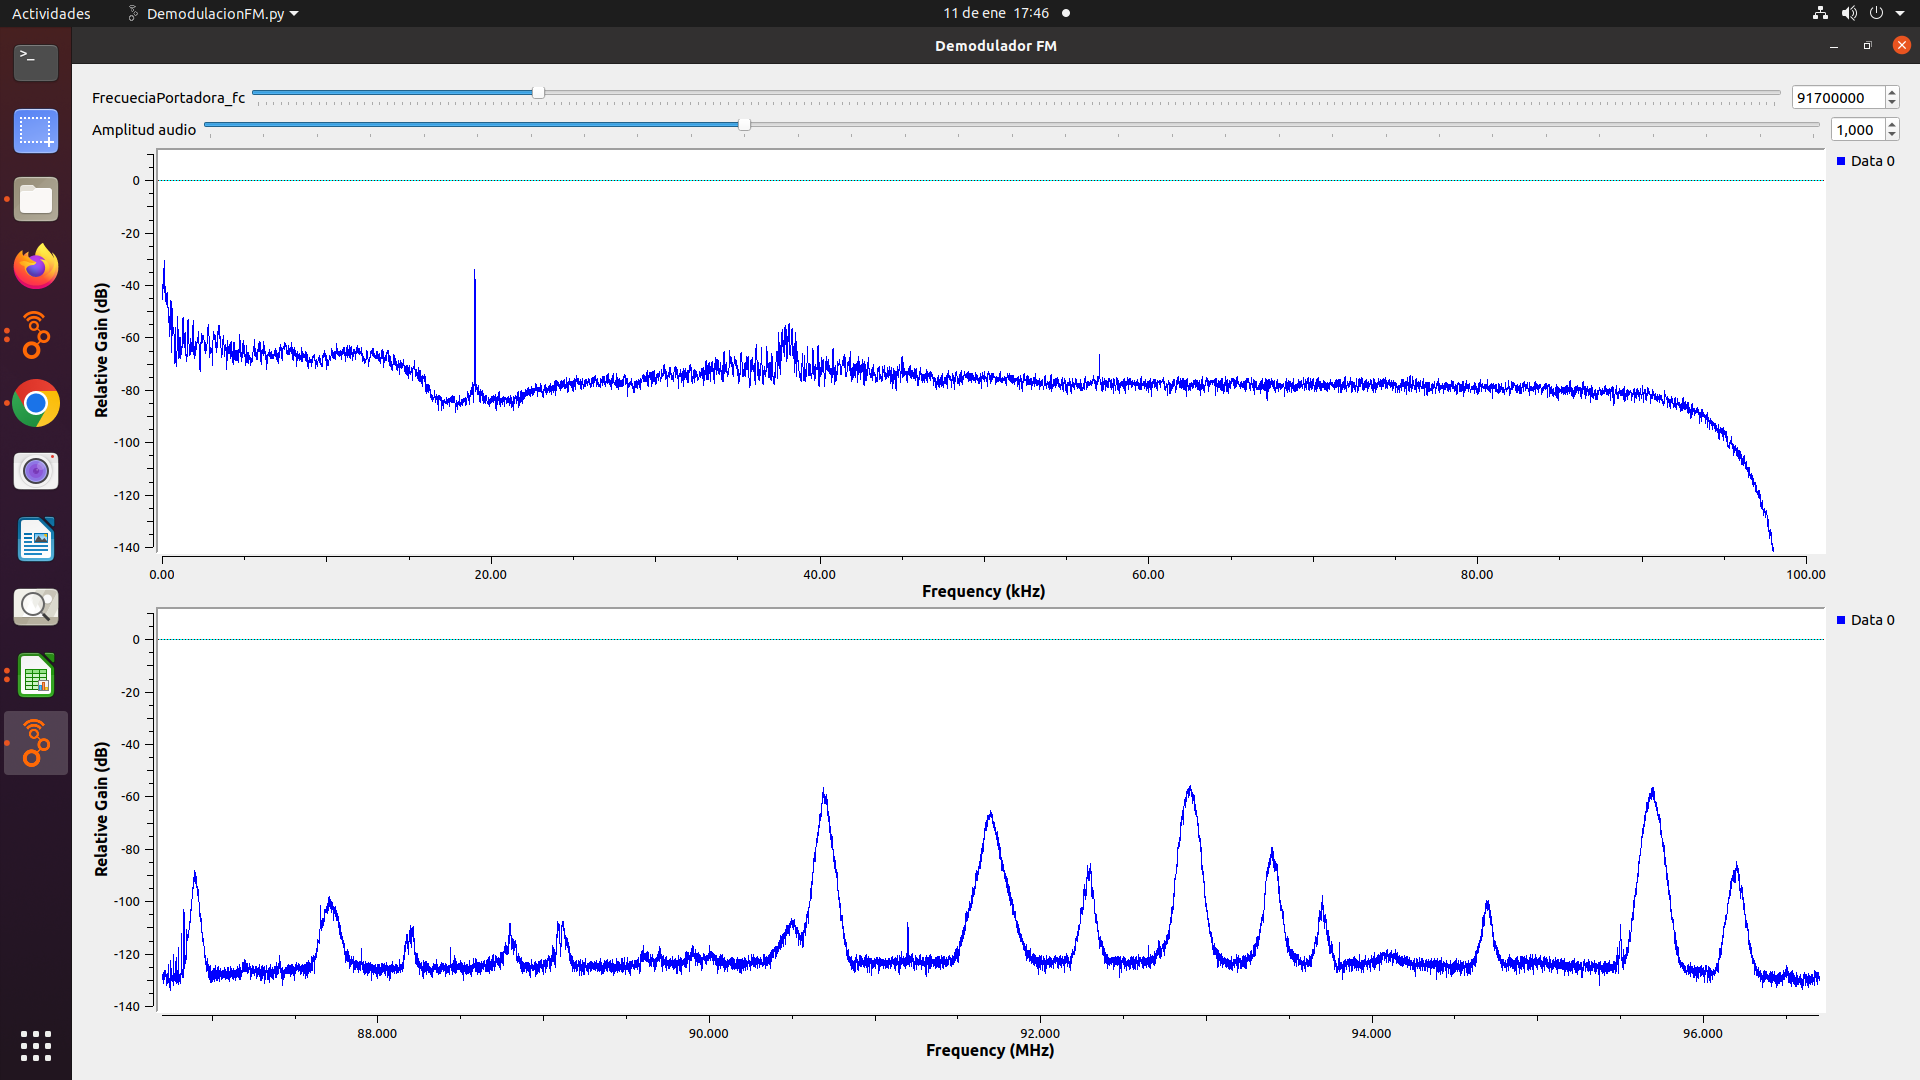 Actividades DemodulacionFM.py 11 de ene 17:46
Demodulador FM
FrecueciaPortadora_fc 91700000
Amplitud audio 1,000
Data 0
Relative Gain (dB)
0
-20
-40
-60
-80
-100
-120
-140
0.00 20.00 40.00 60.00 80.00 100.00
Frequency (kHz)
Data 0
Relative Gain (dB)
0
-20
-40
-60
-80
-100
-120
-140
88.000 90.000 92.000 94.000 96.000
Frequency (MHz)